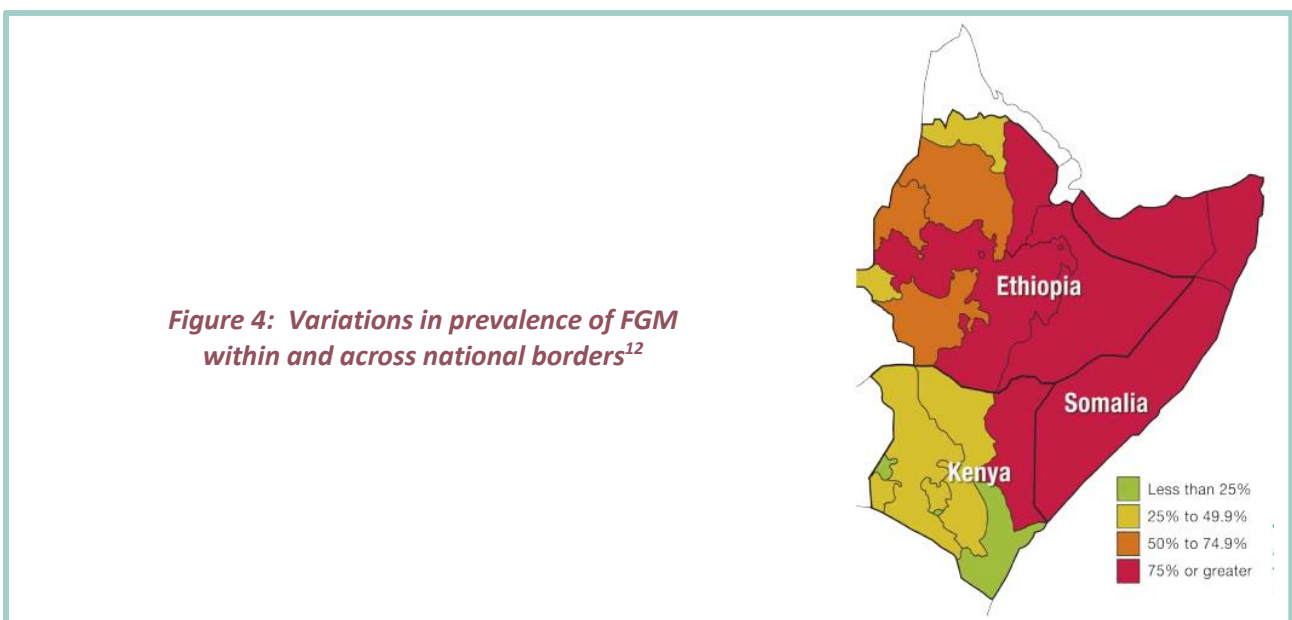 Figure 4:  Variations in prevalence of FGM
within and across national borders12
Ethiopia
Somalia
Kenya
Less than 25%
25% to 49.9%
50% to 74.9%
75% or greater